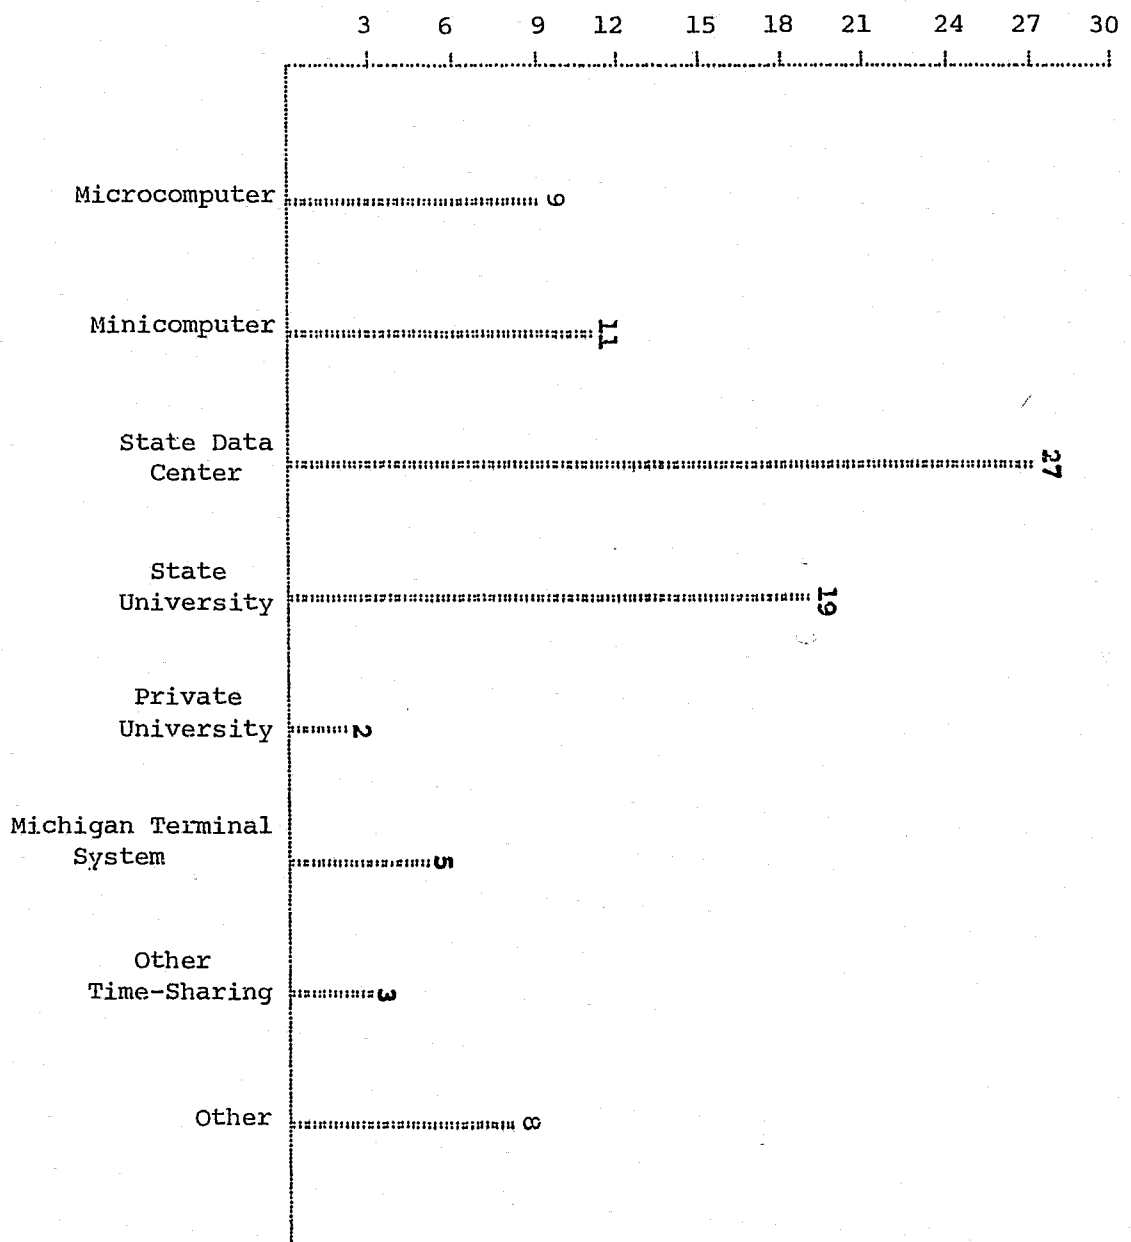 3 6 9 12 15 18 21 24 27 30
Microcomputer 9
Minicomputer 11
State Data
Center 27
State
University 19
Private
University 2
Michigan Terminal
System 5
Other
Time-Sharing 3
Other 8